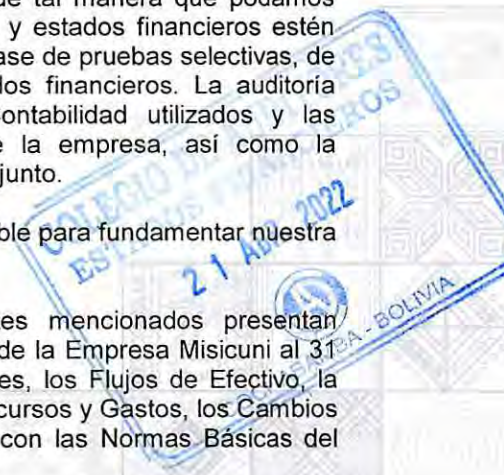 de tal manera que podamos
y estados financieros estén
ase de pruebas selectivas, de
dos financieros. La auditoría
ontabilidad utilizados y las
e la empresa, así como la
junto.
ble para fundamentar nuestra
es mencionados presentan
de la Empresa Misicuni al 31
es, los Flujos de Efectivo, la
cursos y Gastos, los Cambios
con las Normas Básicas del
COLEGIO DE
ESTADOS FINANCIEROS
21 ABR 2022
COCHABAMBA - BOLIVIA